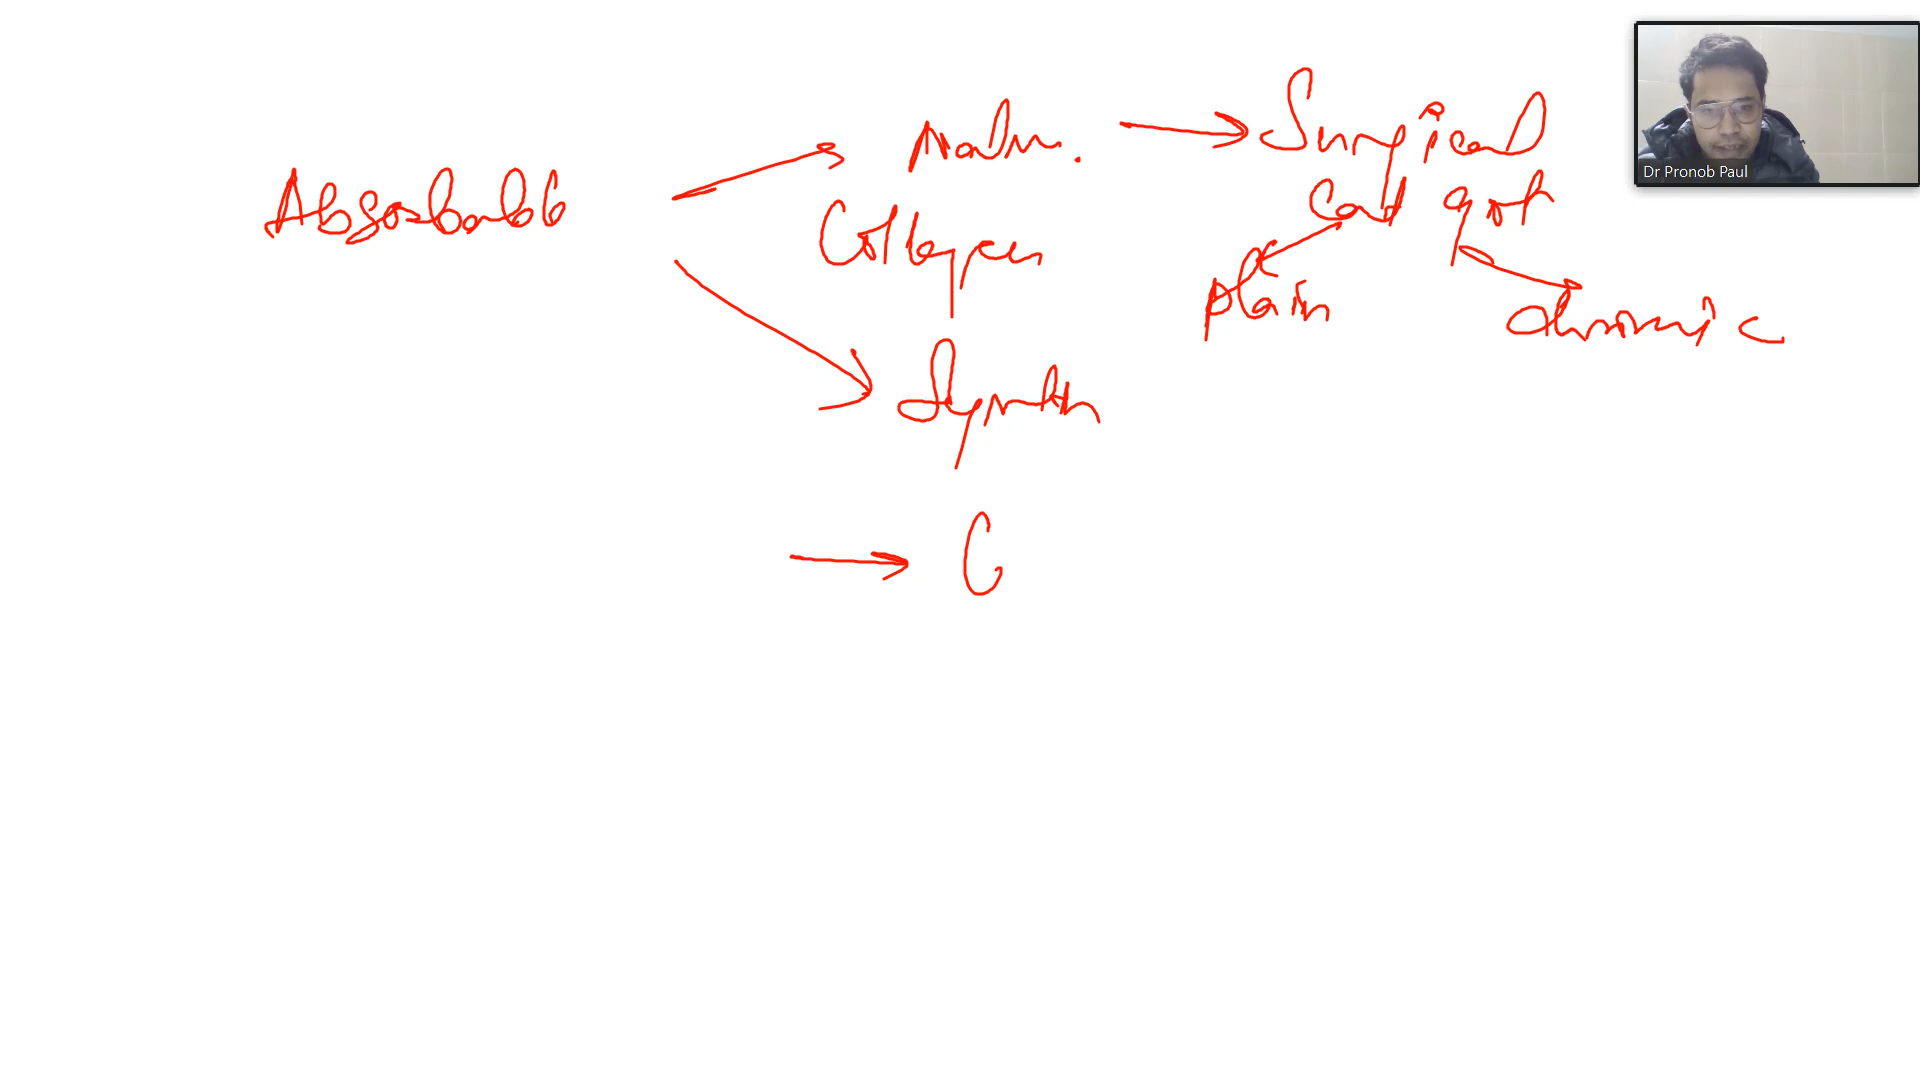 Absorbable
Natu.
Collagen
Synth
C
Surgical
Cat gut
plain
chromic
Dr Pronob Paul